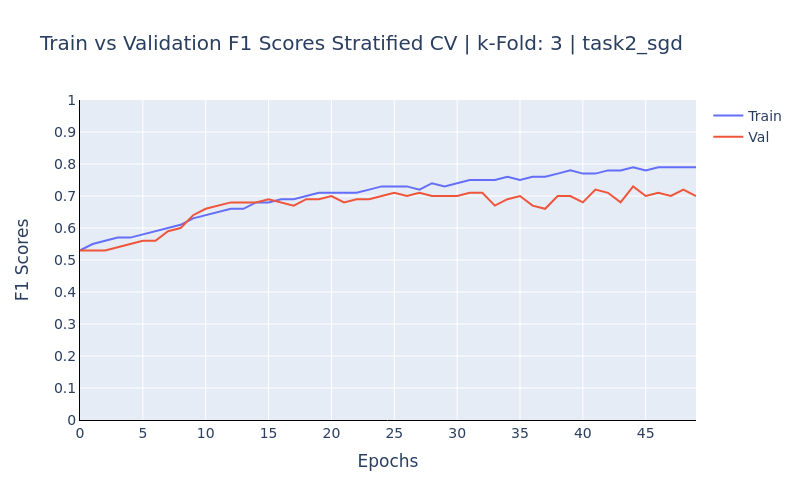 Train vs Validation F1 Scores Stratified CV | k-Fold: 3 | task2_sgd
Train
Val
F1 Scores
1
0.9
0.8
0.7
0.6
0.5
0.4
0.3
0.2
0.1
0
0 5 10 15 20 25 30 35 40 45
Epochs